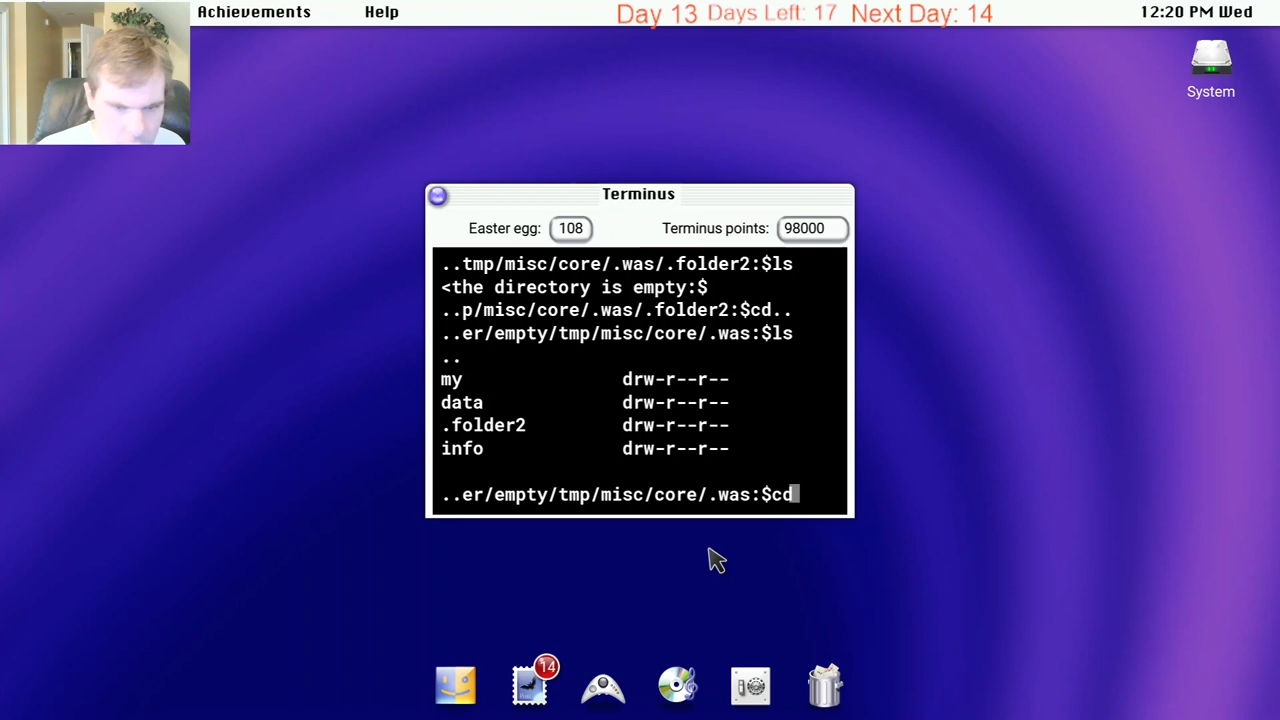 Achievements Help Day 13 Days Left: 17 Next Day: 14 12:20 PM Wed
System
Terminus
Easter egg: 108 Terminus points: 98000
..tmp/misc/core/.was/.folder2:$ls
<the directory is empty:$
..p/misc/core/.was/.folder2:$cd..
..er/empty/tmp/misc/core/.was:$ls
..
my drw-r--r--
data drw-r--r--
.folder2 drw-r--r--
info drw-r--r--
..er/empty/tmp/misc/core/.was:$cd
14